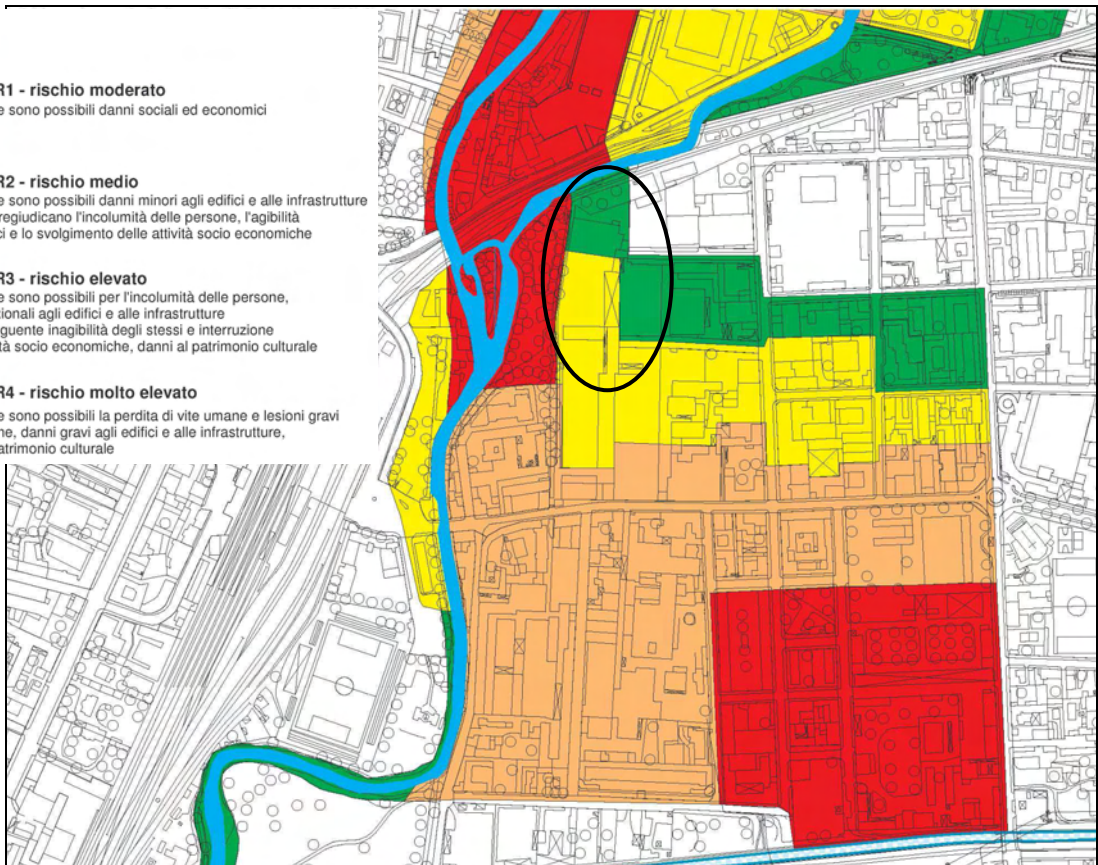 R1 - rischio moderato
e sono possibili danni sociali ed economici
R2 - rischio medio
e sono possibili danni minori agli edifici e alle infrastrutture
regiudicano l'incolumità delle persone, l'agibilità
ci e lo svolgimento delle attività socio economiche
R3 - rischio elevato
e sono possibili per l'incolumità delle persone,
zionali agli edifici e alle infrastrutture
guente inagibilità degli stessi e interruzione
tà socio economiche, danni al patrimonio culturale
R4 - rischio molto elevato
e sono possibili la perdita di vite umane e lesioni gravi
ne, danni gravi agli edifici e alle infrastrutture,
atrimonio culturale